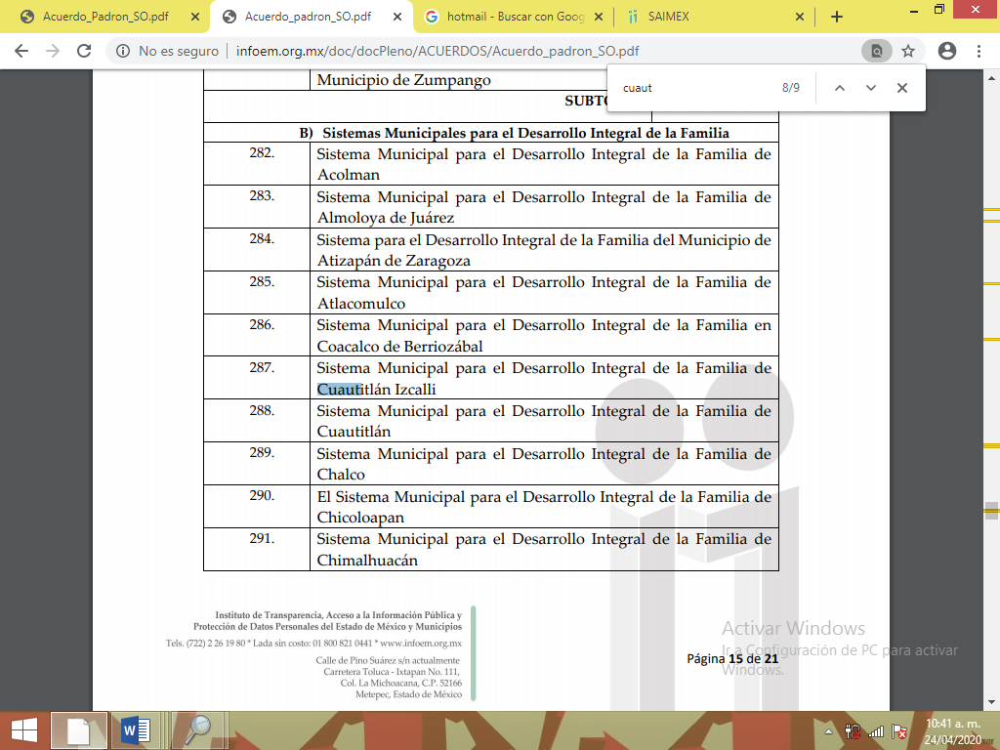 Acuerdo_Padron_SO.pdf
Acuerdo_padron_SO.pdf
hotmail - Buscar con Goog
SAIMEX
No es seguro
infoem.org.mx/doc/docPleno/ACUERDOS/Acuerdo_padron_SO.pdf
cuaut
8/9
Municipio de Zumpango
SUBTO
B) Sistemas Municipales para el Desarrollo Integral de la Familia
282. Sistema Municipal para el Desarrollo Integral de la Familia de
Acolman
283. Sistema Municipal para el Desarrollo Integral de la Familia de
Almoloya de Juárez
284. Sistema para el Desarrollo Integral de la Familia del Municipio de
Atizapán de Zaragoza
285. Sistema Municipal para el Desarrollo Integral de la Familia de
Atlacomulco
286. Sistema Municipal para el Desarrollo Integral de la Familia en
Coacalco de Berriozábal
287. Sistema Municipal para el Desarrollo Integral de la Familia de
Cuautitlán Izcalli
288. Sistema Municipal para el Desarrollo Integral de la Familia de
Cuautitlán
289. Sistema Municipal para el Desarrollo Integral de la Familia de
Chalco
290. El Sistema Municipal para el Desarrollo Integral de la Familia de
Chicoloapan
291. Sistema Municipal para el Desarrollo Integral de la Familia de
Chimalhuacán
Instituto de Transparencia, Acceso a la Información Pública y
Protección de Datos Personales del Estado de México y Municipios
Tels. (722) 2 26 19 80 * Lada sin costo: 01 800 821 0441 * www.infoem.org.mx
Calle de Pino Suárez s/n actualmente
Carretera Toluca - Ixtapan No. 111,
Col. La Michoacana, C.P. 52166
Metepec, Estado de México
Página 15 de 21
Activar Windows
Ir a Configuración de PC para activar
Windows.
10:41 a. m.
24/04/2020